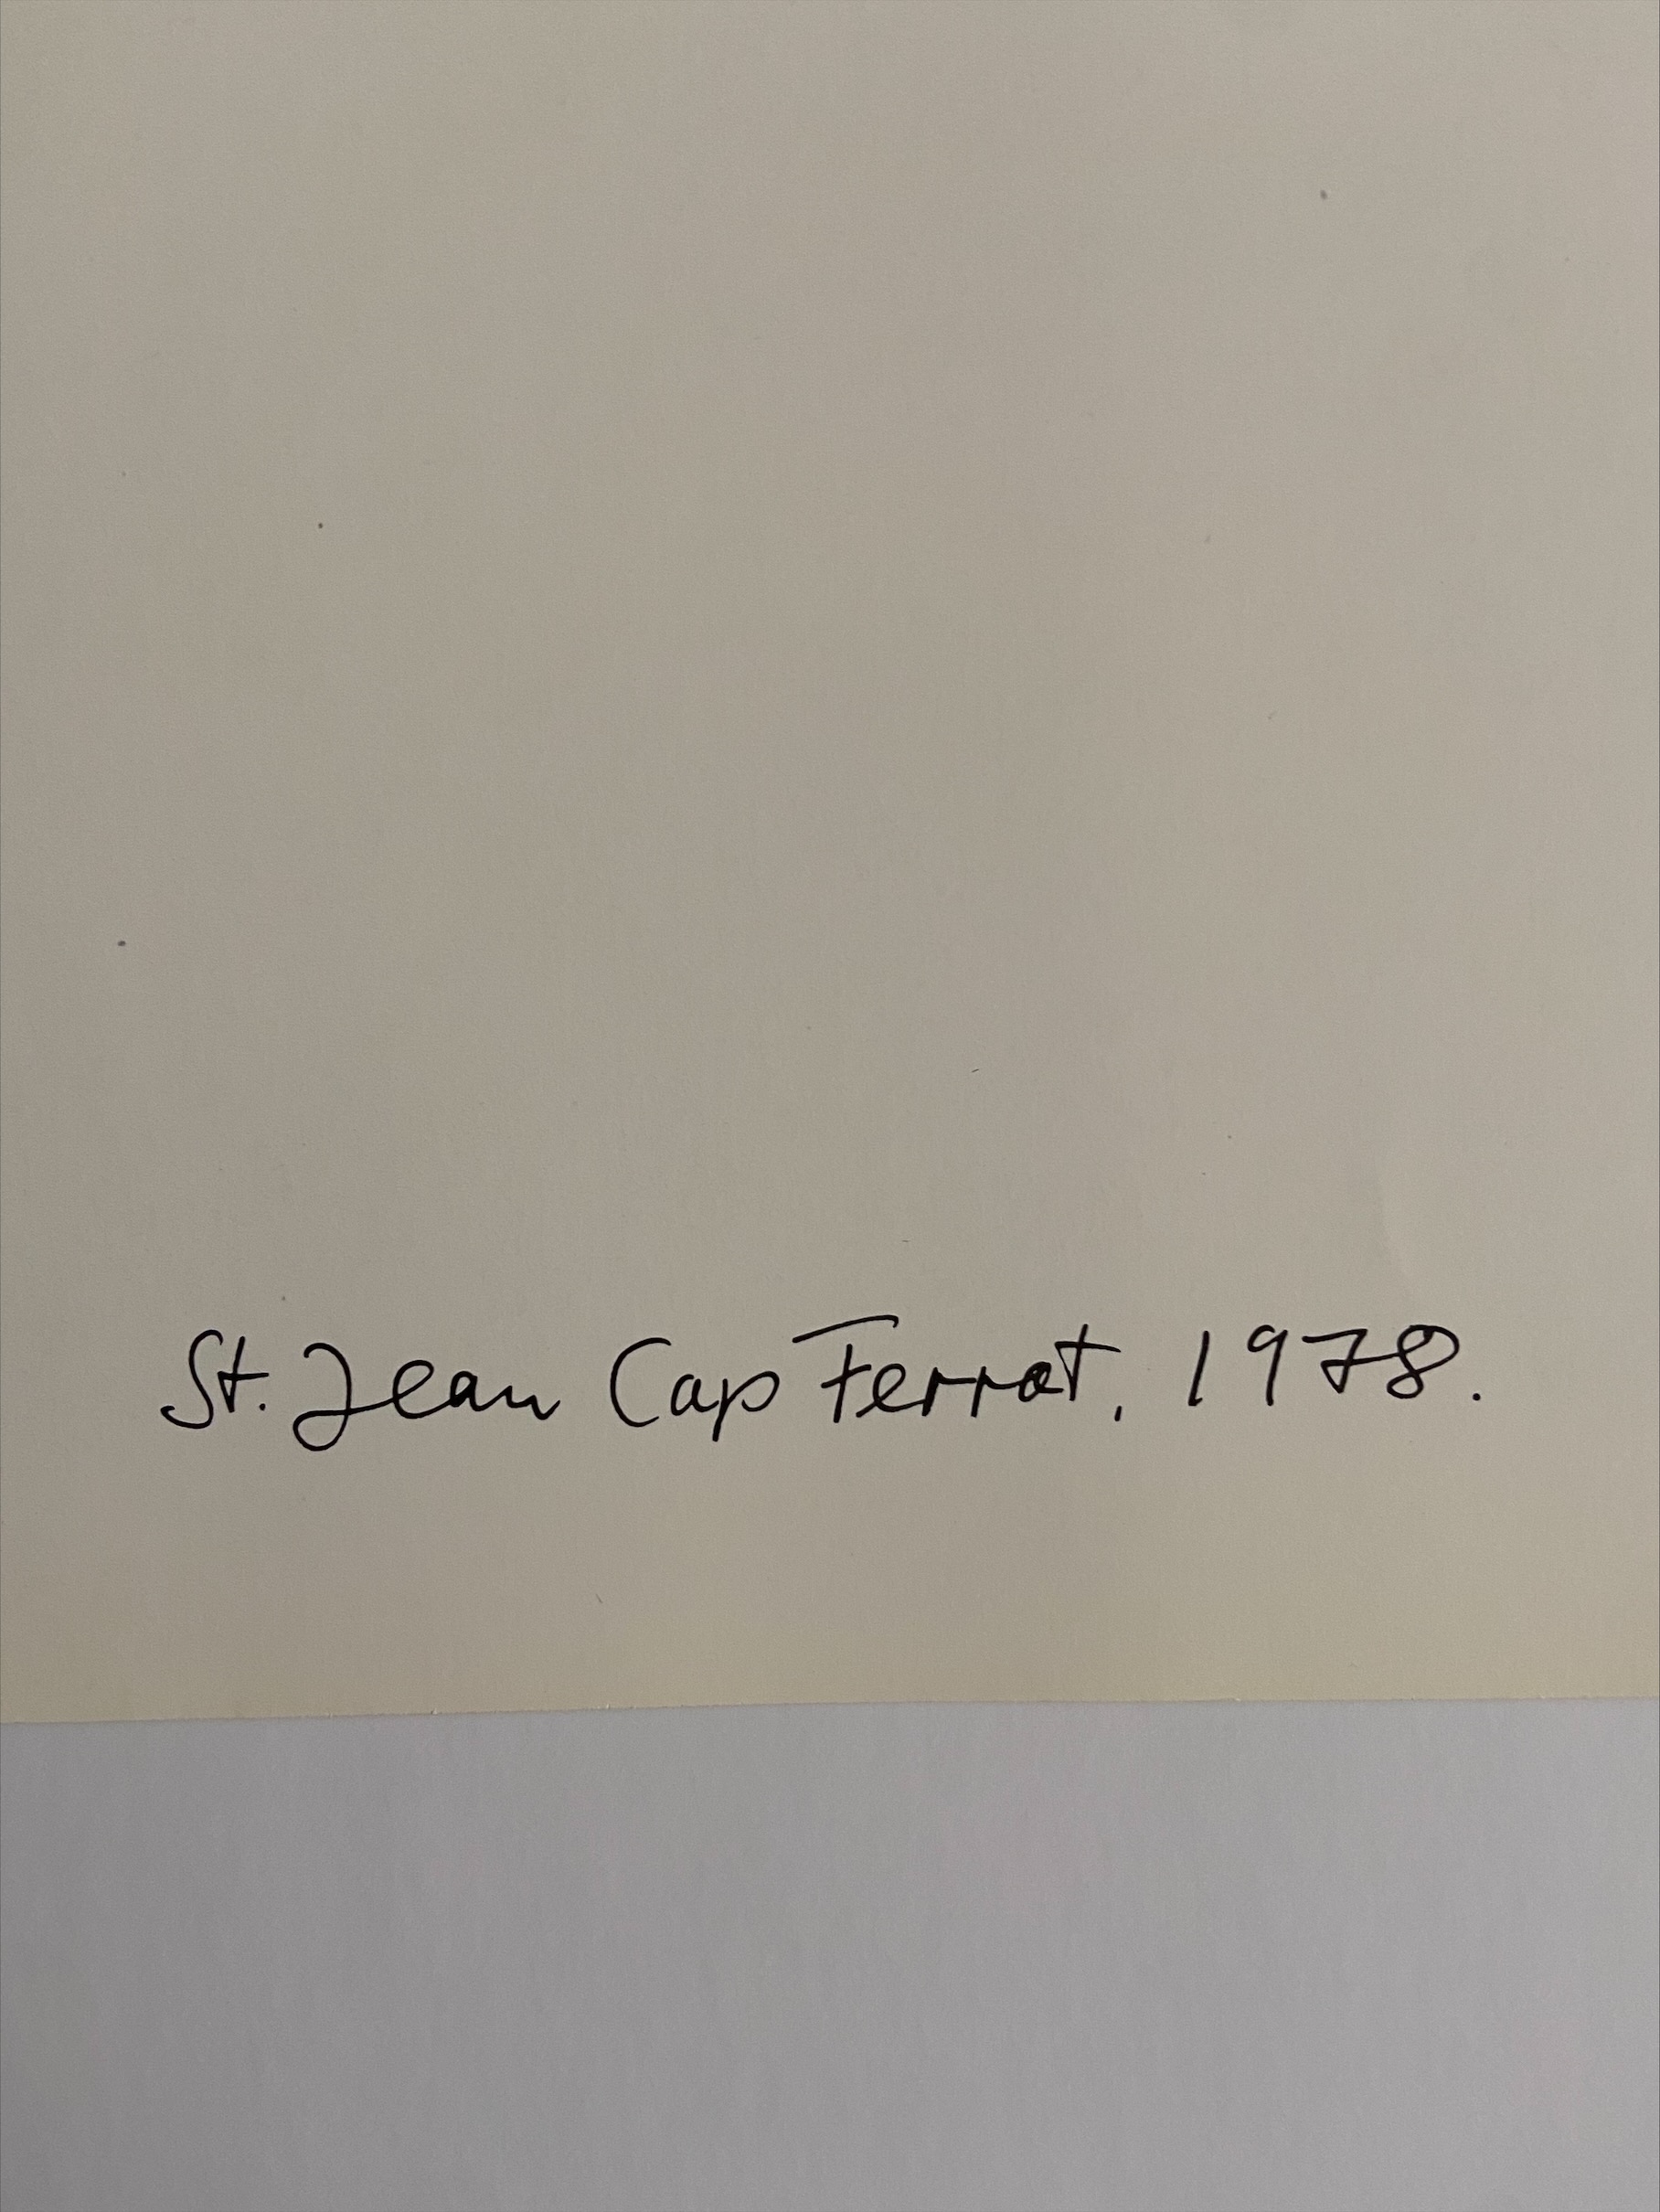 St. Jean Cap Ferrat, 1978.